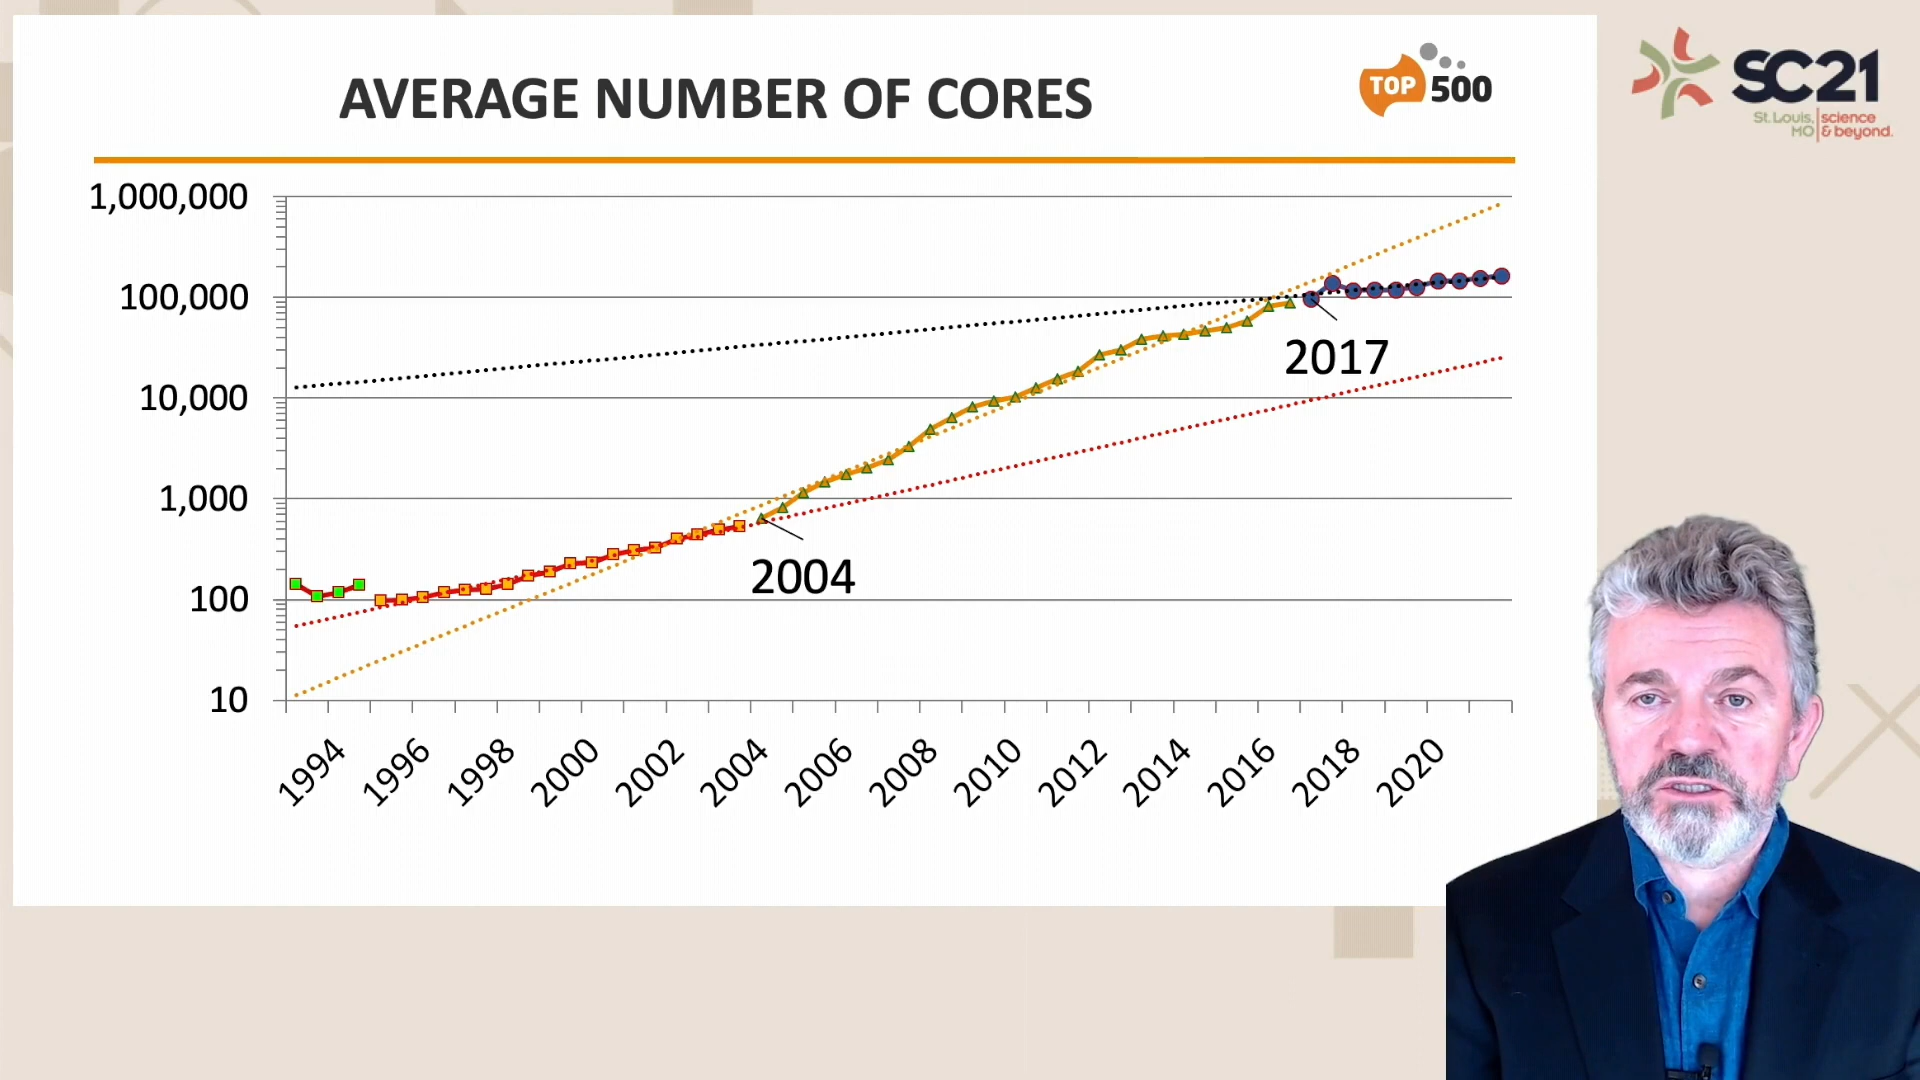 AVERAGE NUMBER OF CORES
TOP 500
SC21
St. Louis, MO | science & beyond.
1,000,000
100,000
10,000
1,000
100
10
2017
2004
1994 1996 1998 2000 2002 2004 2006 2008 2010 2012 2014 2016 2018 2020